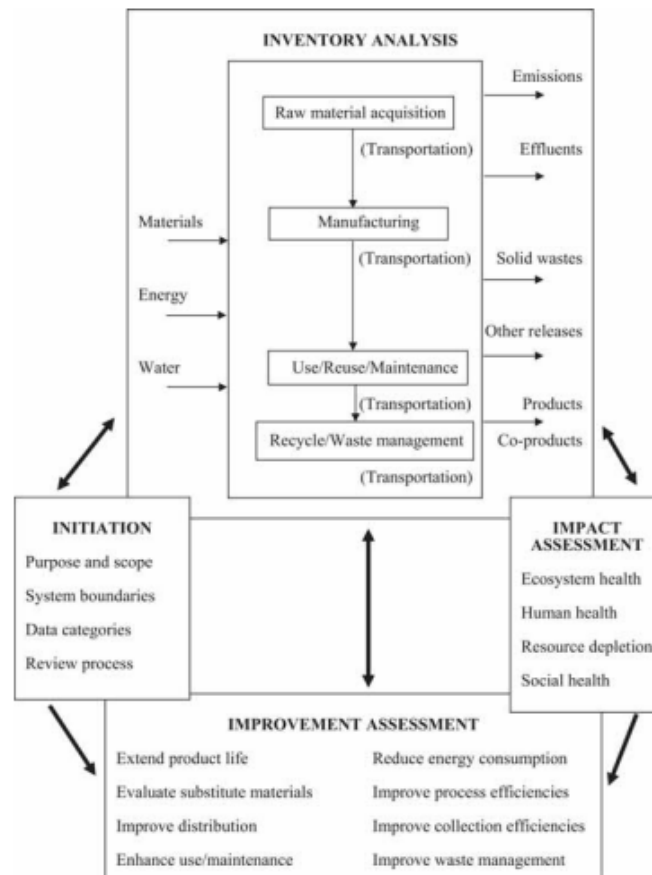 INVENTORY ANALYSIS
Raw material acquisition
(Transportation)
Manufacturing
(Transportation)
Use/Reuse/Maintenance
(Transportation)
Recycle/Waste management
(Transportation)
Materials
Energy
Water
Emissions
Effluents
Solid wastes
Other releases
Products
Co-products
INITIATION
Purpose and scope
System boundaries
Data categories
Review process
IMPACT
ASSESSMENT
Ecosystem health
Human health
Resource depletion
Social health
IMPROVEMENT ASSESSMENT
Extend product life
Evaluate substitute materials
Improve distribution
Enhance use/maintenance
Reduce energy consumption
Improve process efficiencies
Improve collection efficiencies
Improve waste management